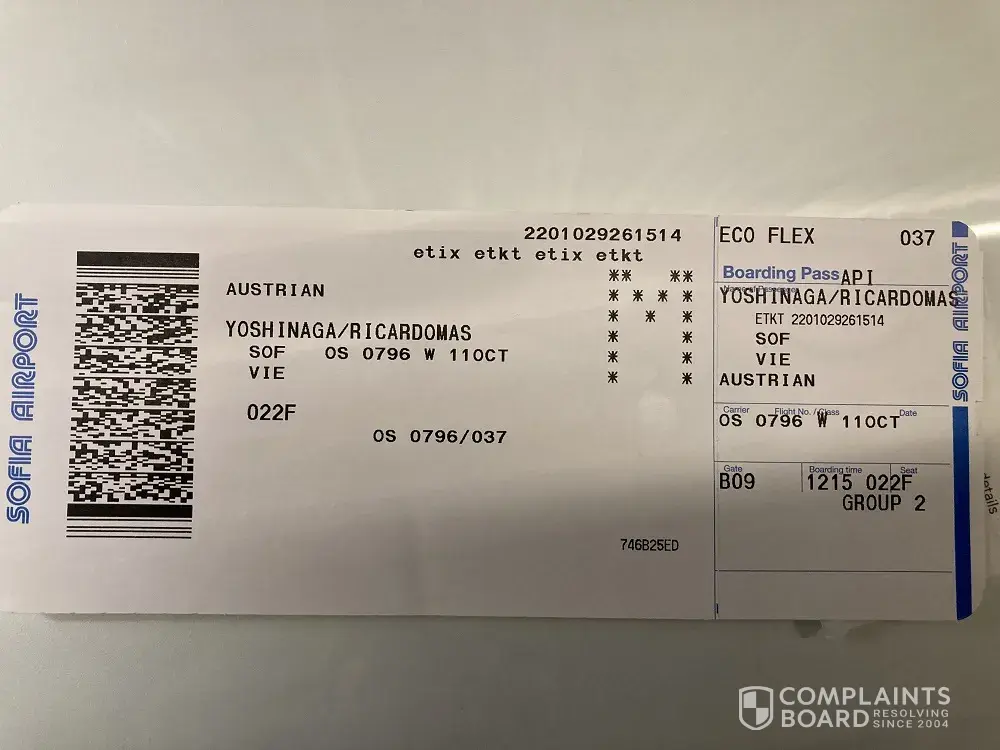 SOFIA AIRPORT
2201029261514
etix etkt etix etkt
AUSTRIAN
YOSHINAGA/RICARDOMAS
SOF OS 0796 W 11OCT
VIE
022F
OS 0796/037
746B25ED
ECO FLEX 037
Boarding Pass API
YOSHINAGA/RICARDOMAS
ETKT 2201029261514
SOF
VIE
AUSTRIAN
Carrier Flight No. / Class Date
OS 0796 W 11OCT
Gate Boarding time Seat
B09 1215 022F
GROUP 2
SOFIA AIRPORT
details
COMPLAINTS
BOARD RESOLVING
SINCE 2004